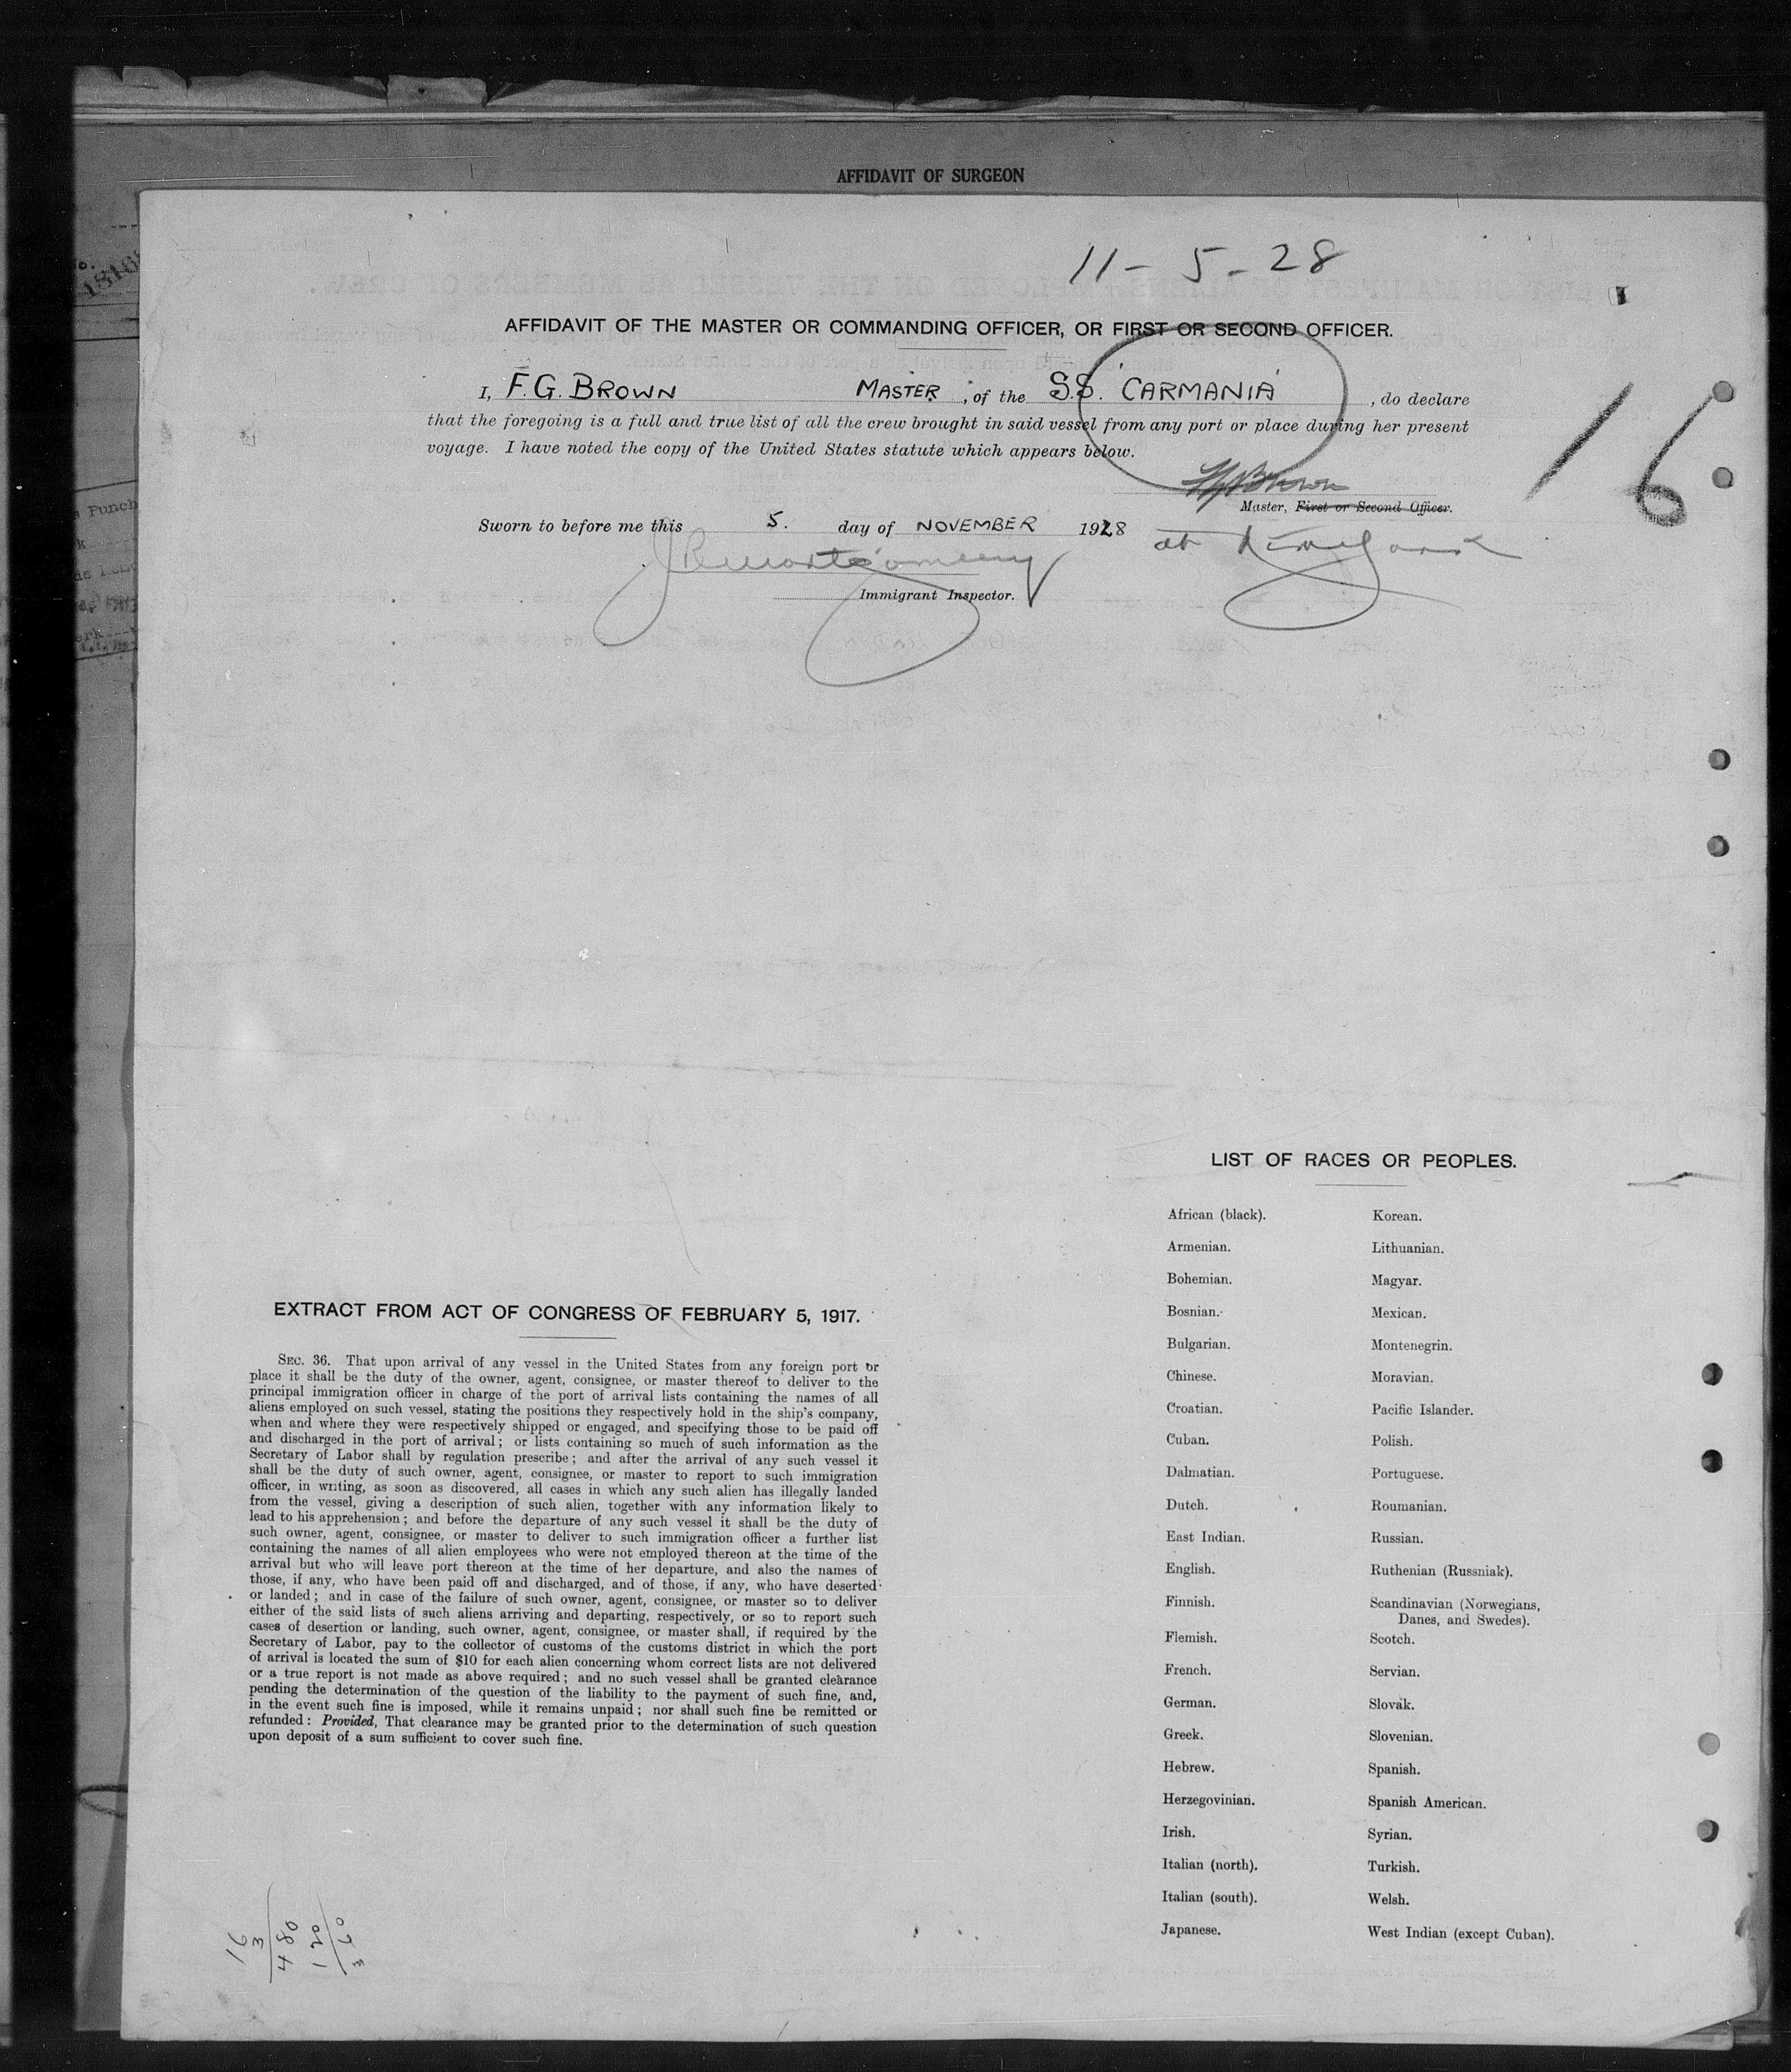 AFFIDAVIT OF SURGEON
11-5-28
AFFIDAVIT OF THE MASTER OR COMMANDING OFFICER, OR FIRST OR SECOND OFFICER.
I, F. G. BROWN MASTER, of the S.S. 'CARMANIA', do declare
that the foregoing is a full and true list of all the crew brought in said vessel from any port or place during her present
voyage. I have noted the copy of the United States statute which appears below.
16
FGBrown
Master, First or Second Officer.
Sworn to before me this 5. day of NOVEMBER 1928
Immigrant Inspector.
LIST OF RACES OR PEOPLES.
African (black).
Armenian.
Bohemian.
Bosnian.
Bulgarian.
Chinese.
Croatian.
Cuban.
Dalmatian.
Dutch.
East Indian.
English.
Finnish.
Flemish.
French.
German.
Greek.
Hebrew.
Herzegovinian.
Irish.
Italian (north).
Italian (south).
Japanese.
Korean.
Lithuanian.
Magyar.
Mexican.
Montenegrin.
Moravian.
Pacific Islander.
Polish.
Portuguese.
Roumanian.
Russian.
Ruthenian (Russniak).
Scandinavian (Norwegians,
Danes, and Swedes).
Scotch.
Servian.
Slovak.
Slovenian.
Spanish.
Spanish American.
Syrian.
Turkish.
Welsh.
West Indian (except Cuban).
EXTRACT FROM ACT OF CONGRESS OF FEBRUARY 5, 1917.
SEC. 36. That upon arrival of any vessel in the United States from any foreign port or
place it shall be the duty of the owner, agent, consignee, or master thereof to deliver to the
principal immigration officer in charge of the port of arrival lists containing the names of all
aliens employed on such vessel, stating the positions they respectively hold in the ship's company,
when and where they were respectively shipped or engaged, and specifying those to be paid off
and discharged in the port of arrival; or lists containing so much of such information as the
Secretary of Labor shall by regulation prescribe; and after the arrival of any such vessel it
shall be the duty of such owner, agent, consignee, or master to report to such immigration
officer, in writing, as soon as discovered, all cases in which any such alien has illegally landed
from the vessel, giving a description of such alien, together with any information likely to
lead to his apprehension; and before the departure of any such vessel it shall be the duty of
such owner, agent, consignee, or master to deliver to such immigration officer a further list
containing the names of all alien employees who were not employed thereon at the time of the
arrival but who will leave port thereon at the time of her departure, and also the names of
those, if any, who have been paid off and discharged, and of those, if any, who have deserted
or landed; and in case of the failure of such owner, agent, consignee, or master so to deliver
either of the said lists of such aliens arriving and departing, respectively, or so to report such
cases of desertion or landing, such owner, agent, consignee, or master shall, if required by the
Secretary of Labor, pay to the collector of customs of the customs district in which the port
of arrival is located the sum of $10 for each alien concerning whom correct lists are not delivered
or a true report is not made as above required; and no such vessel shall be granted clearance
pending the determination of the question of the liability to the payment of such fine, and,
in the event such fine is imposed, while it remains unpaid; nor shall such fine be remitted or
refunded: Provided, That clearance may be granted prior to the determination of such question
upon deposit of a sum sufficient to cover such fine.